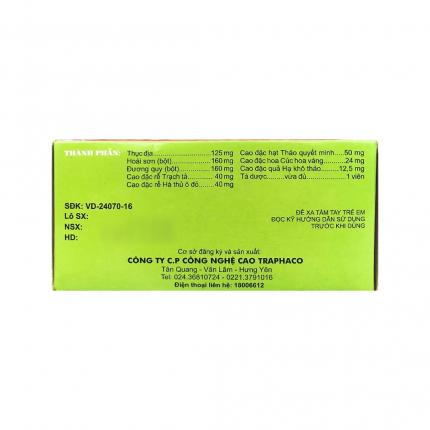 THÀNH PHẦN:
Thục địa........................125 mg
Hoài sơn (bột)................160 mg
Đương quy (bột)............160 mg
Cao đặc rễ Trạch tả........40 mg
Cao đặc rễ Hà thủ ô đỏ....40 mg
Cao đặc hạt Thảo quyết minh....50 mg
Cao đặc hoa Cúc hoa vàng........24 mg
Cao đặc quả Hạ khô thảo..........12,5 mg
Tá dược.........vừa đủ................1 viên
SĐK: VD-24070-16
Lô SX:
NSX:
HD:
ĐỂ XA TẦM TAY TRẺ EM
ĐỌC KỸ HƯỚNG DẪN SỬ DỤNG
TRƯỚC KHI DÙNG
Cơ sở đăng ký và sản xuất:
CÔNG TY C.P CÔNG NGHỆ CAO TRAPHACO
Tân Quang - Văn Lâm - Hưng Yên
Tel: 024.36810724 - 0221.3791016
Điện thoại liên hệ: 18006612